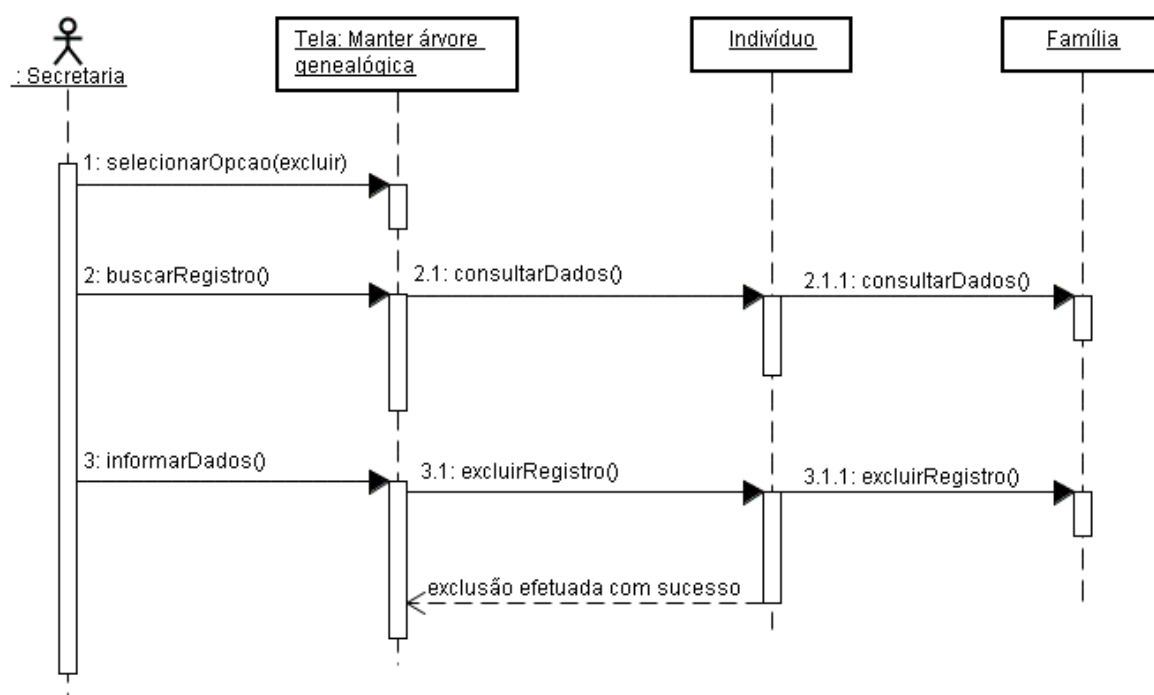 : Secretaria
Tela: Manter árvore
genealógica
Indivíduo
Família
1: selecionarOpcao(excluir)
2: buscarRegistro()
2.1: consultarDados()
2.1.1: consultarDados()
3: informarDados()
3.1: excluirRegistro()
3.1.1: excluirRegistro()
exclusão efetuada com sucesso